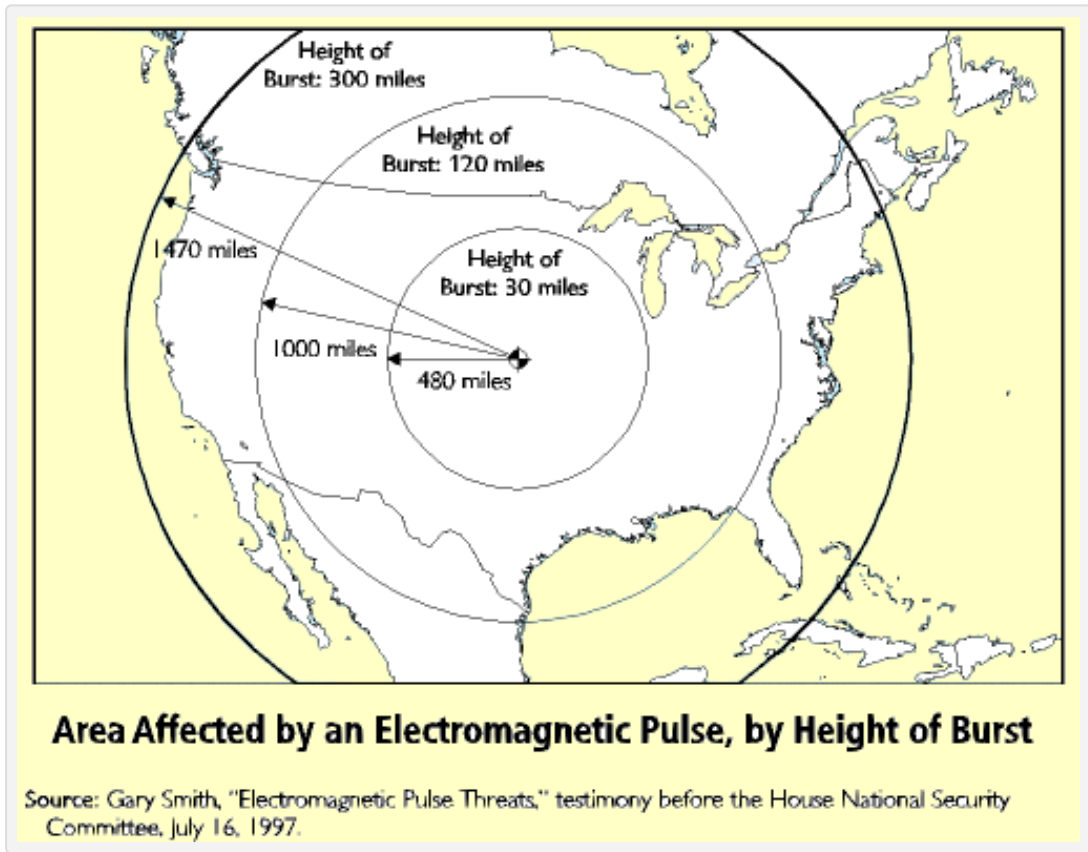 Height of
Burst: 300 miles
Height of
Burst: 120 miles
Height of
Burst: 30 miles
1470 miles
1000 miles
480 miles
Area Affected by an Electromagnetic Pulse, by Height of Burst
Source: Gary Smith, "Electromagnetic Pulse Threats," testimony before the House National Security
Committee, July 16, 1997.